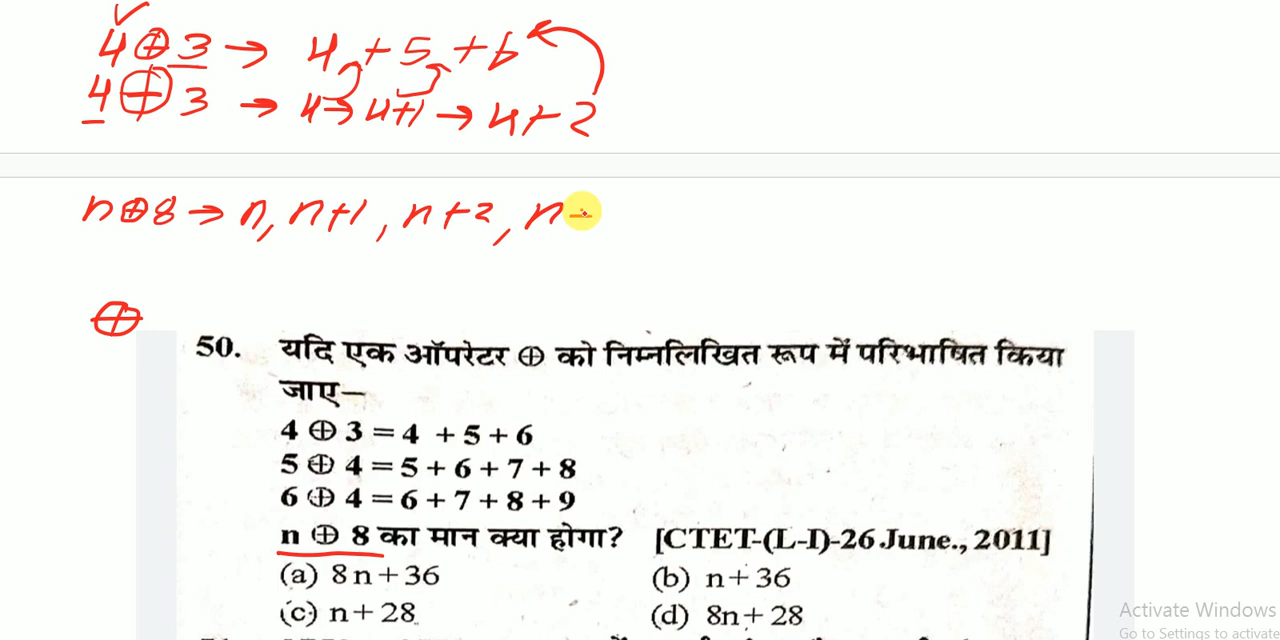 4 ⊕ 3 → 4 + 5 + 6
4 ⊕ 3 → 4 → 4+1 → 4+2
n ⊕ 8 → n, n+1, n+2, n
⊕
50. यदि एक ऑपरेटर ⊕ को निम्नलिखित रूप में परिभाषित किया
जाए—
4 ⊕ 3 = 4 + 5 + 6
5 ⊕ 4 = 5 + 6 + 7 + 8
6 ⊕ 4 = 6 + 7 + 8 + 9
n ⊕ 8 का मान क्या होगा? [CTET-(L-I)-26 June., 2011]
(a) 8n + 36 (b) n + 36
(c) n + 28 (d) 8n + 28
Activate Windows
Go to Settings to activate